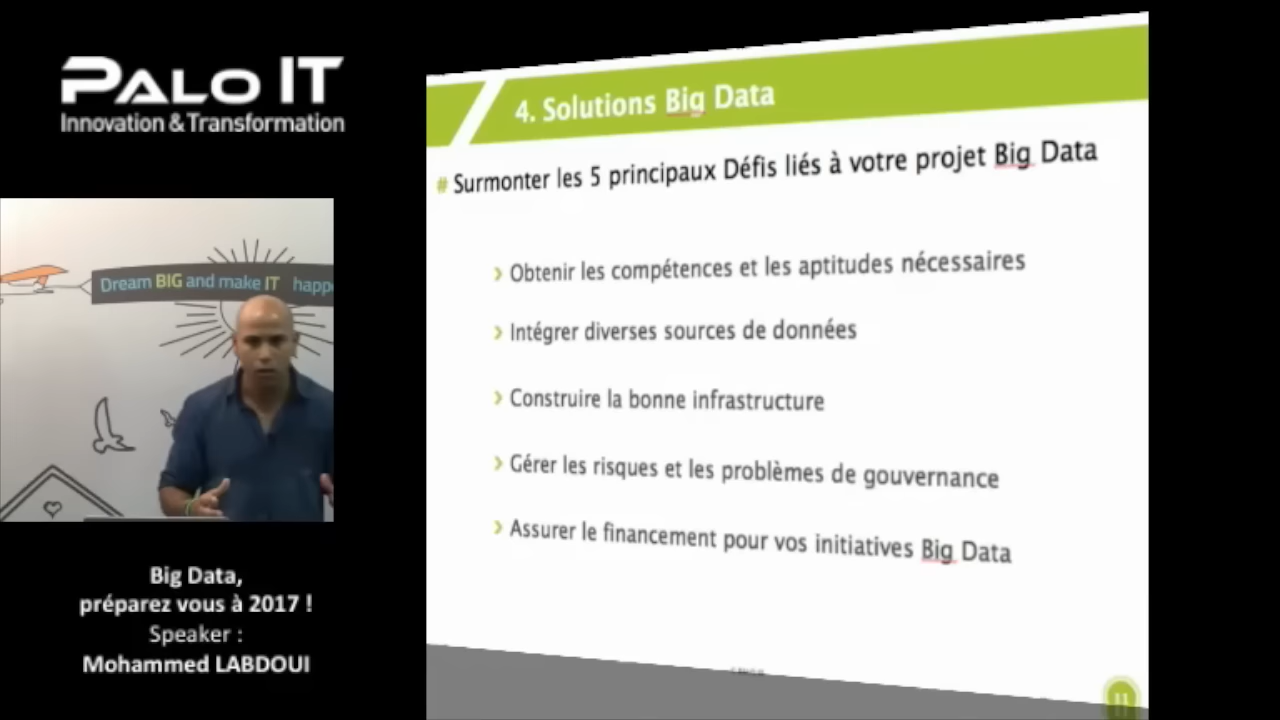 PALO IT
Innovation & Transformation
Dream BIG and make IT happ
Big Data,
préparez vous à 2017 !
Speaker :
Mohammed LABDOUI
4. Solutions Big Data
# Surmonter les 5 principaux Défis liés à votre projet Big Data
› Obtenir les compétences et les aptitudes nécessaires
› Intégrer diverses sources de données
› Construire la bonne infrastructure
› Gérer les risques et les problèmes de gouvernance
› Assurer le financement pour vos initiatives Big Data
11